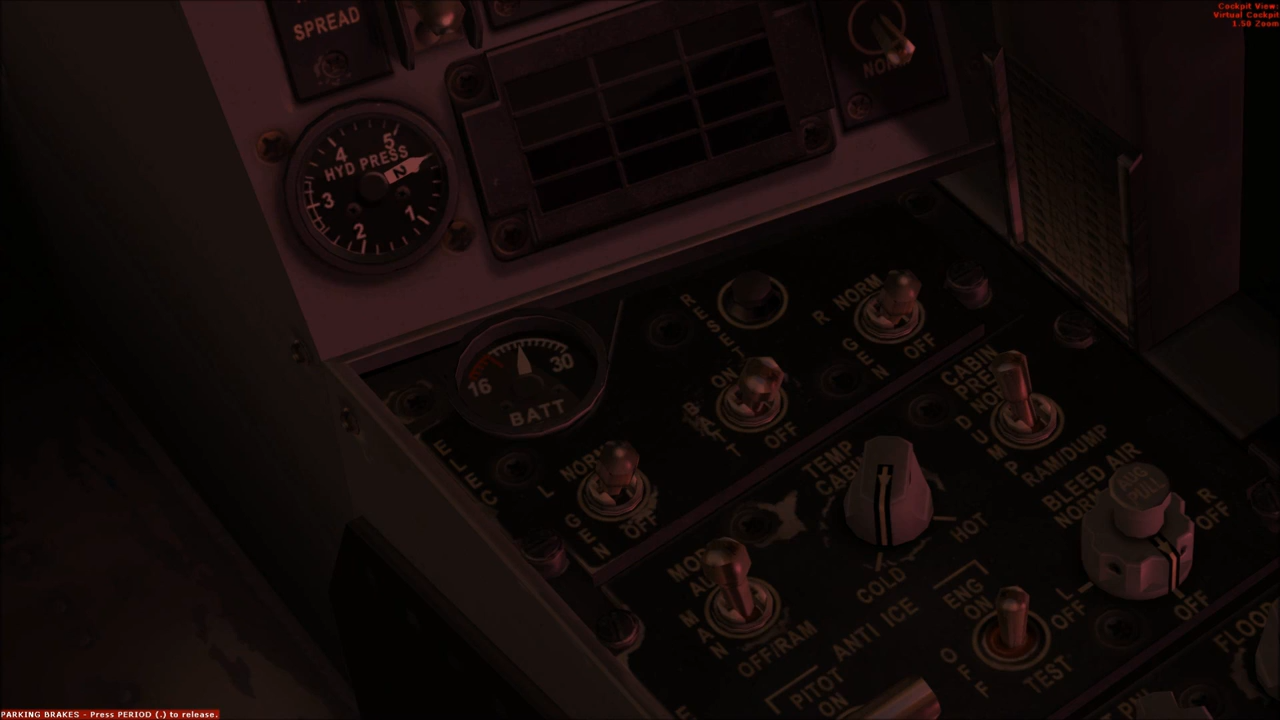 Cockpit View:
Virtual Cockpit
1.50 Zoom
SPREAD
NORM
5
4
HYD PRESS
N
3
1
2
RESET
R NORM
GEN
OFF
16
30
BATT
ON
BATT
OFF
ELEC
L NORM
GEN
OFF
CABIN
PRESS
NORM
DUMP
RAM/DUMP
TEMP
CABIN
HOT
COLD
BLEED AIR
NORM
AUG
PULL
R
OFF
L
OFF
OFF
MODE
AUTO
MAN
OFF/RAM
ENG
ON
ANTI ICE
OFF
TEST
PITOT
ON
FLOOD
PARKING BRAKES - Press PERIOD (.) to release.